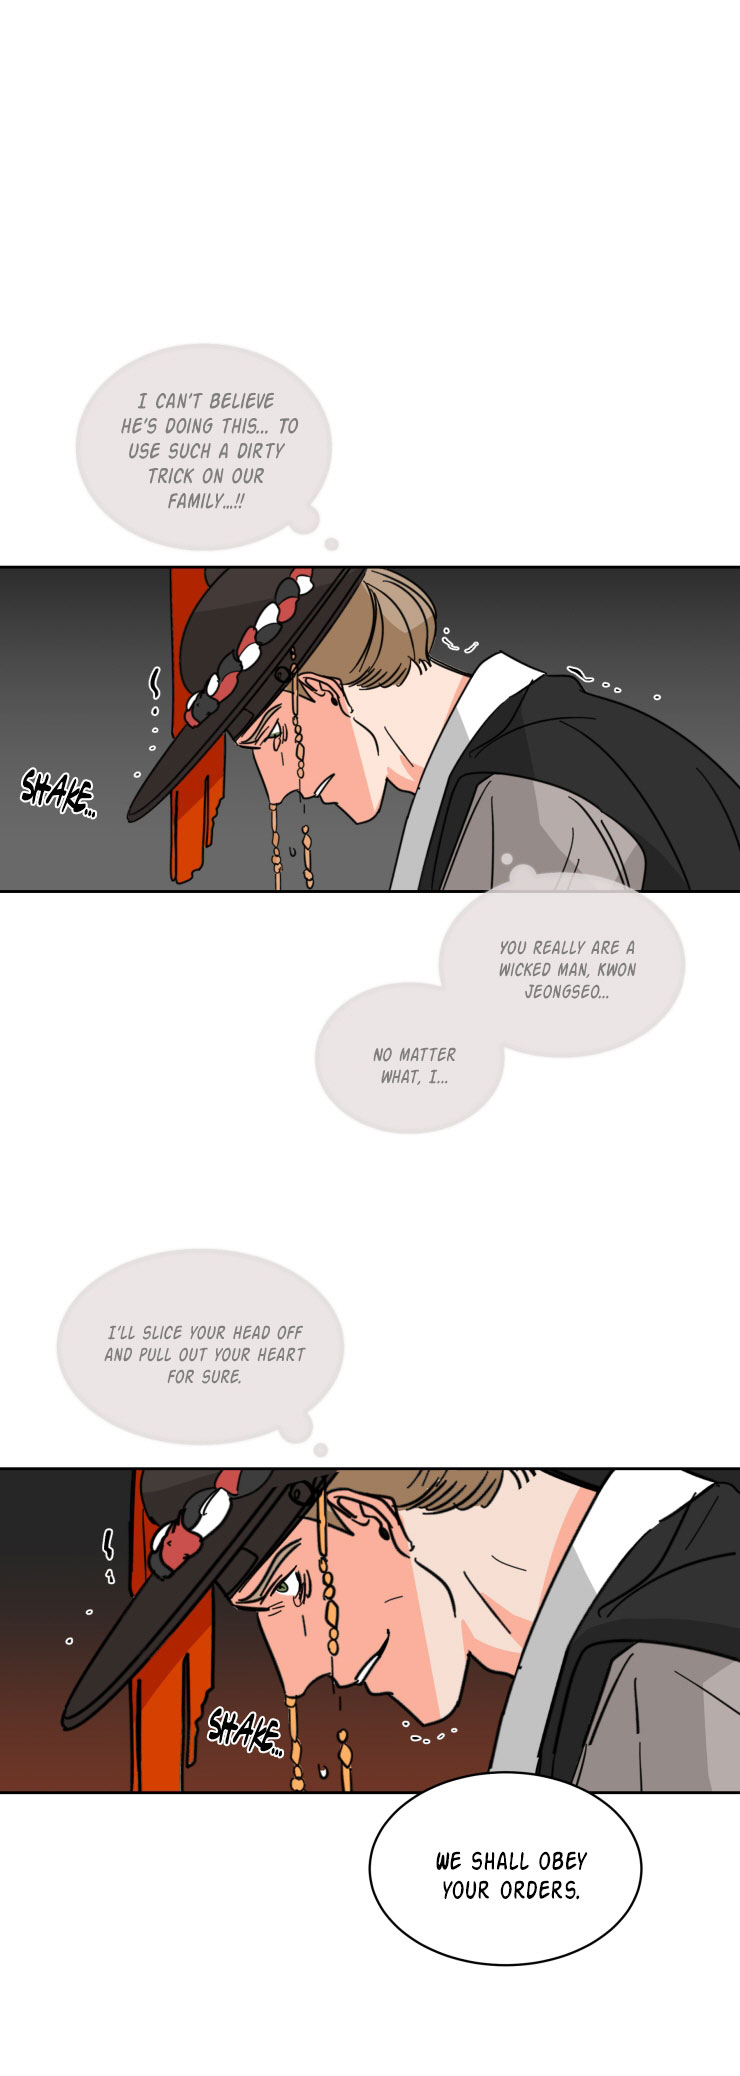 I CAN'T BELIEVE
HE'S DOING THIS... TO
USE SUCH A DIRTY
TRICK ON OUR
FAMILY...!!
SHAKE...
YOU REALLY ARE A
WICKED MAN, KWON
JEONGSEO...
NO MATTER
WHAT, I...
I'LL SLICE YOUR HEAD OFF
AND PULL OUT YOUR HEART
FOR SURE.
SHAKE...
WE SHALL OBEY
YOUR ORDERS.